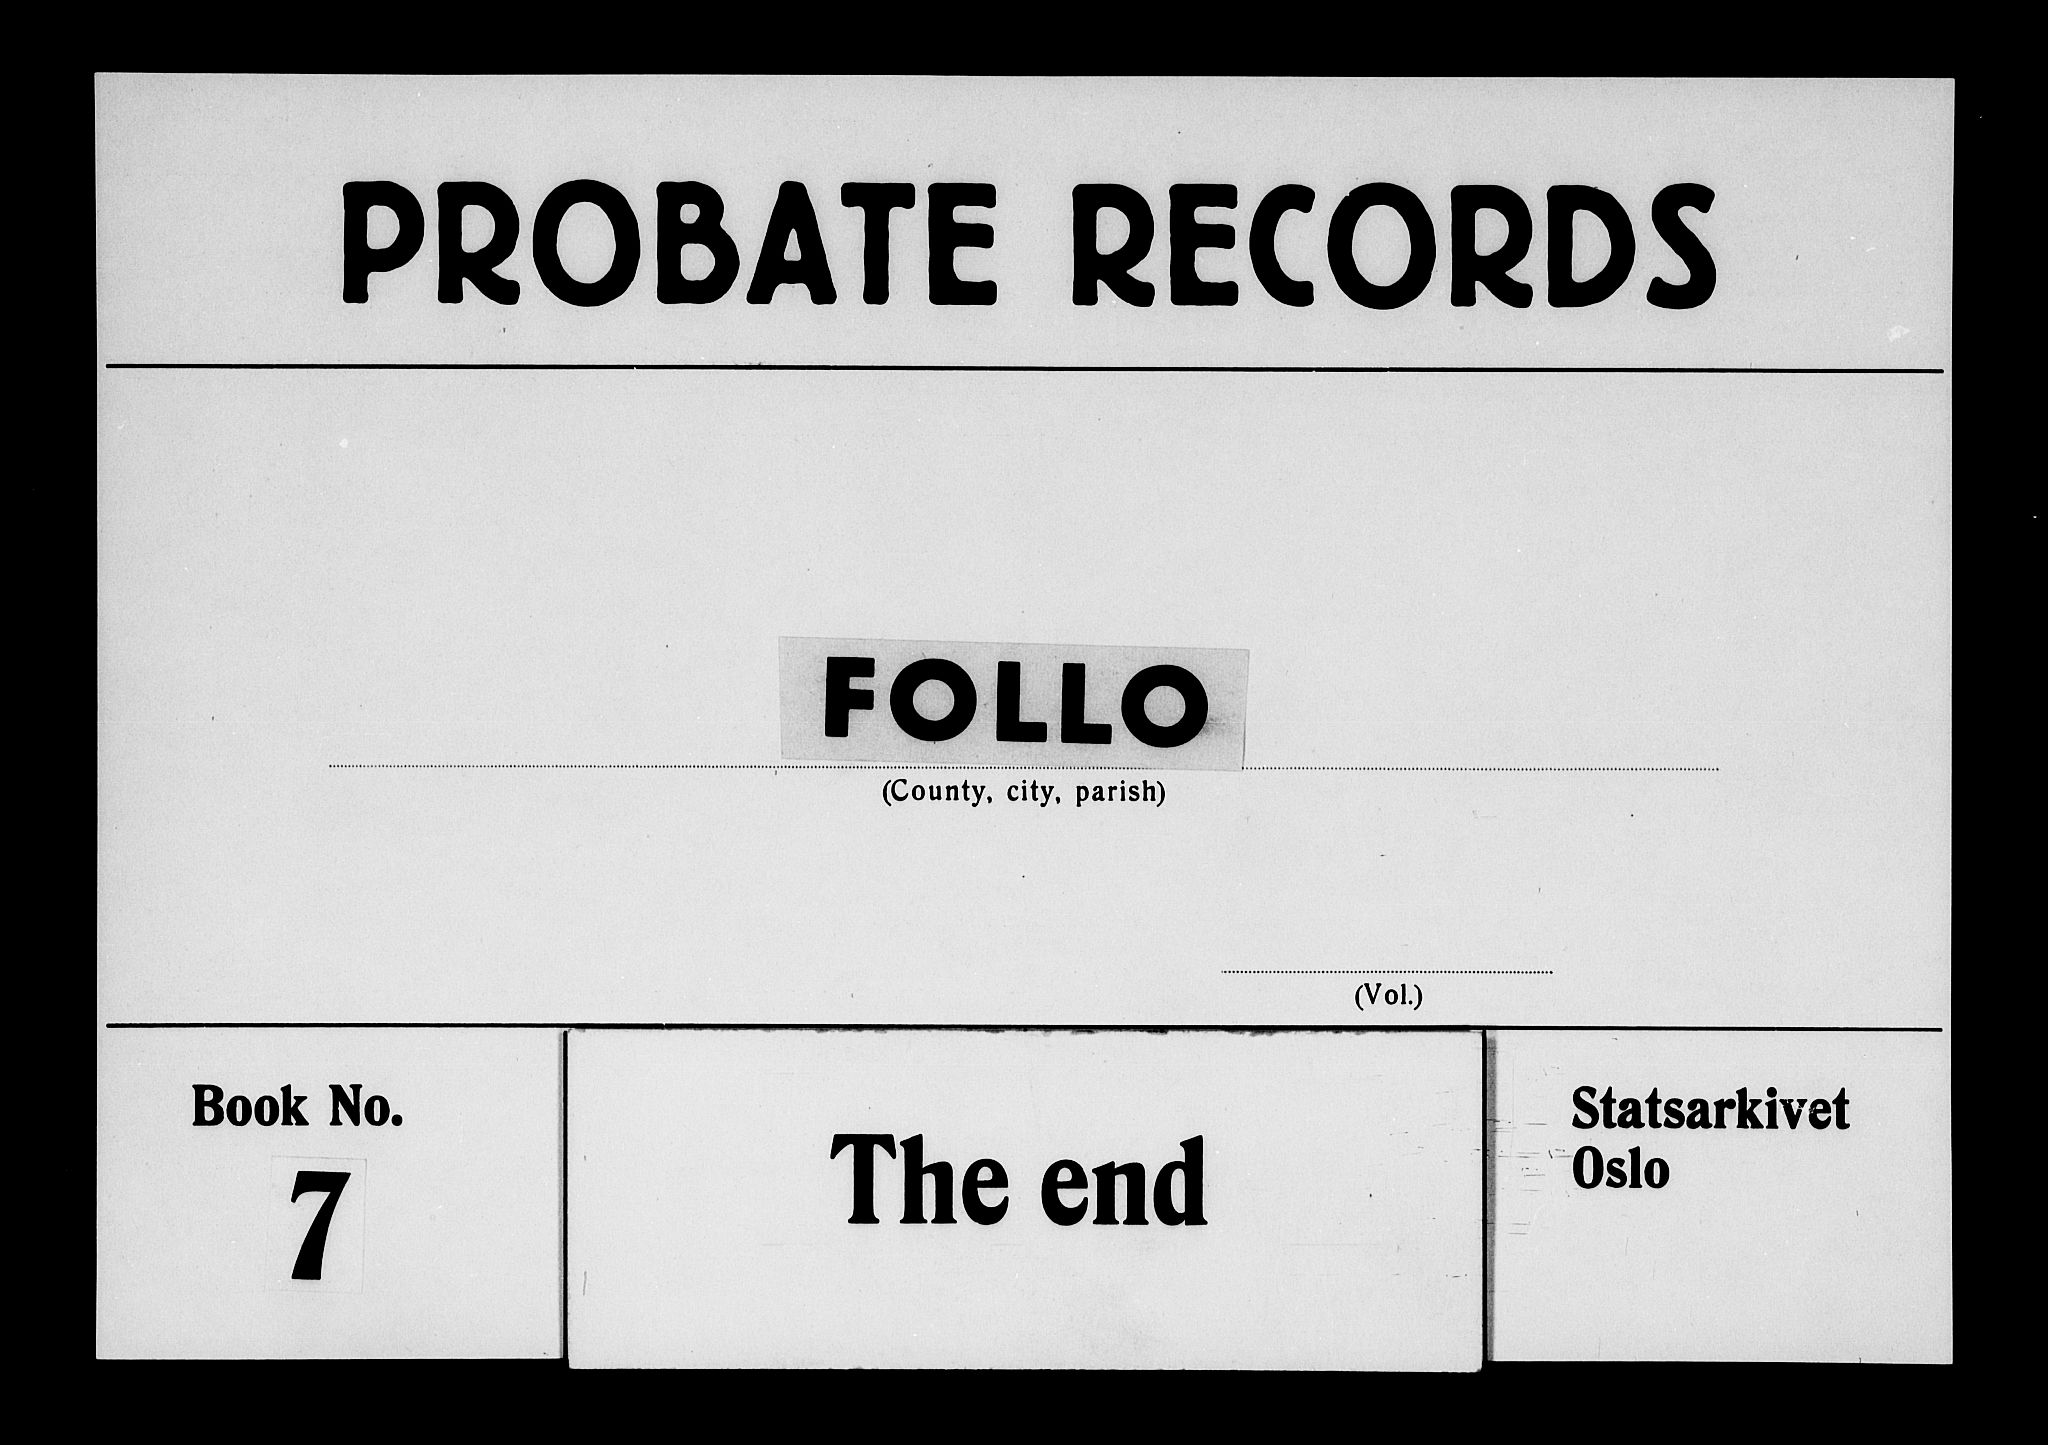 PROBATE RECORDS
FOLLO
(County, city, parish)
(Vol.)
Book No.
7
The end
Statsarkivet
Oslo